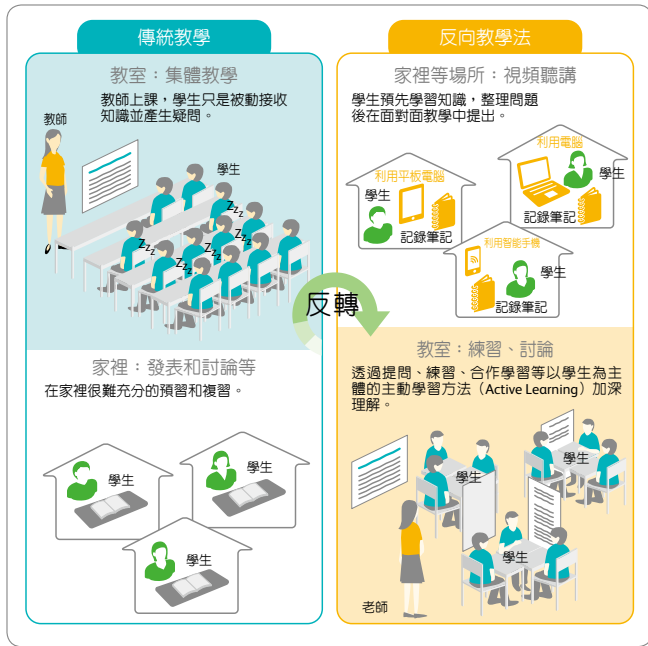 傳統教學
教室：集體教學
教師上課，學生只是被動接收
知識並產生疑問。
教師
學生
Zzz
Zzz
Zzz
Zzz
Zzz
家裡：發表和討論等
在家裡很難充分的預習和複習。
學生
學生
學生
反轉
反向教學法
家裡等場所：視頻聽講
學生預先學習知識，整理問題
後在面對面教學中提出。
利用平板電腦
學生
記錄筆記
利用電腦
學生
記錄筆記
利用智能手機
學生
記錄筆記
教室：練習、討論
透過提問、練習、合作學習等以學生為主
體的主動學習方法（Active Learning）加深
理解。
學生
學生
學生
老師